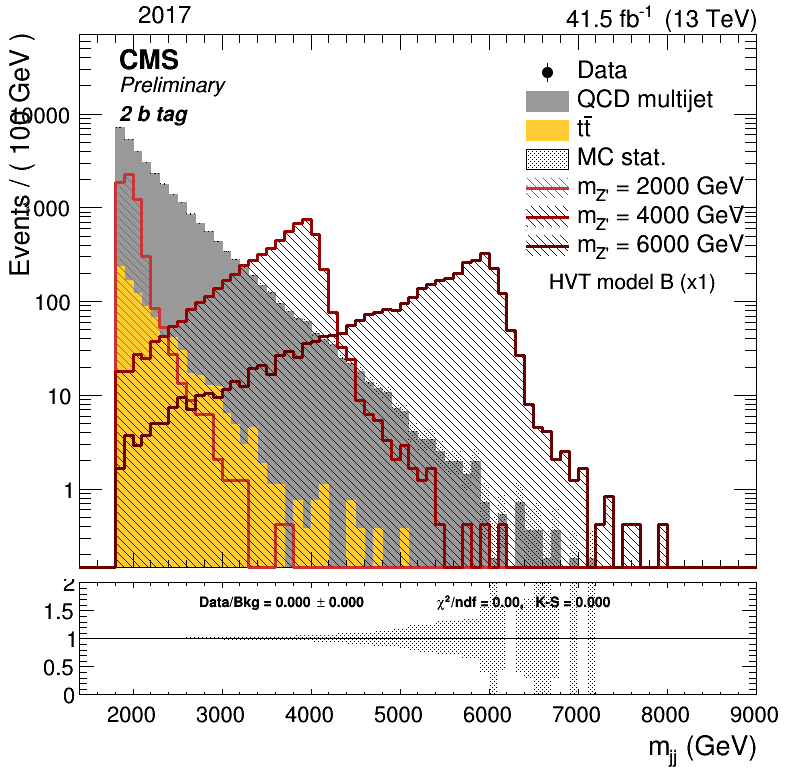 2017
41.5 fb⁻¹ (13 TeV)
CMS
Preliminary
2 b tag
Data
QCD multijet
tt̄
MC stat.
m_Z' = 2000 GeV
m_Z' = 4000 GeV
m_Z' = 6000 GeV
HVT model B (x1)
Events / ( 100 GeV )
10000
1000
100
10
1
Data/Bkg = 0.000 ± 0.000
χ²/ndf = 0.00, K-S = 0.000
2
1.5
1
0.5
0
2000 3000 4000 5000 6000 7000 8000 9000
m_jj (GeV)